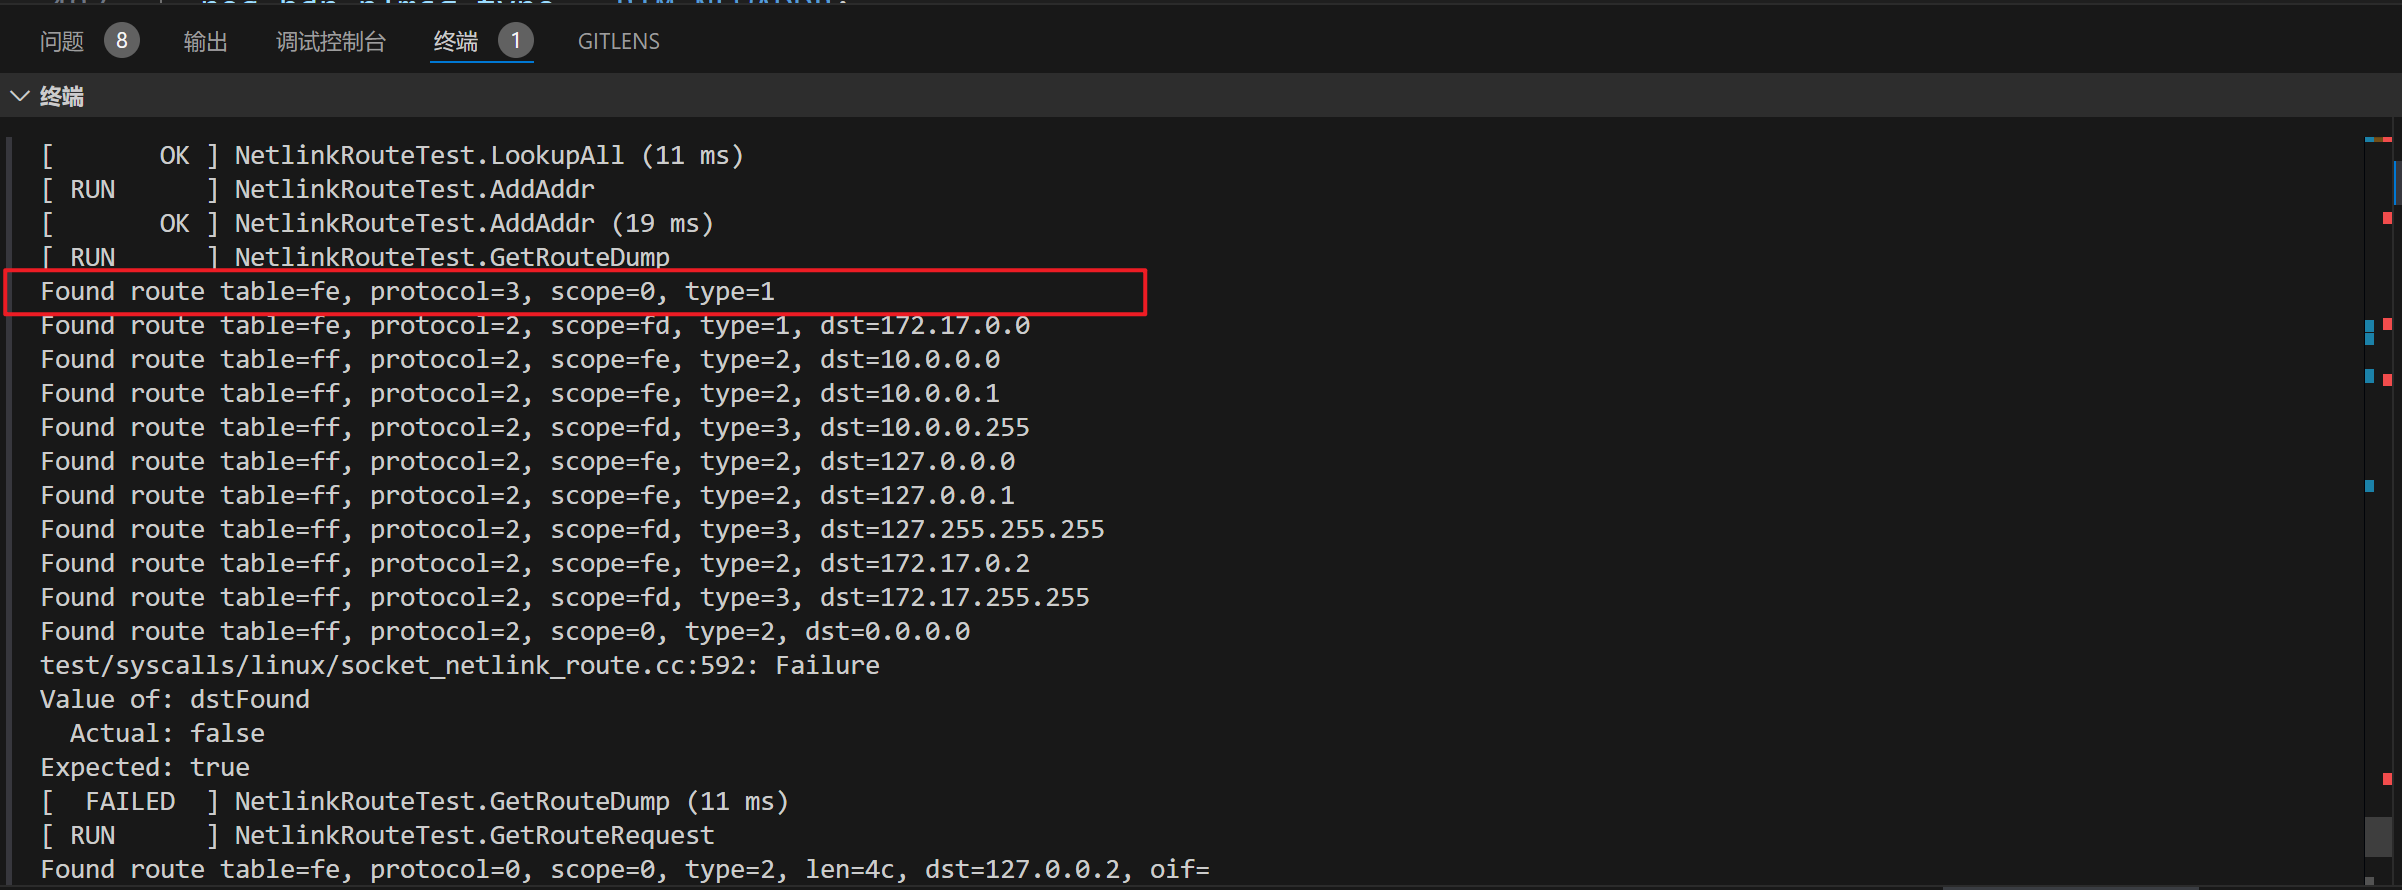 问题 8 输出 调试控制台 终端 1 GITLENS
终端
[       OK ] NetlinkRouteTest.LookupAll (11 ms)
[ RUN      ] NetlinkRouteTest.AddAddr
[       OK ] NetlinkRouteTest.AddAddr (19 ms)
[ RUN      ] NetlinkRouteTest.GetRouteDump
Found route table=fe, protocol=3, scope=0, type=1
Found route table=fe, protocol=2, scope=fd, type=1, dst=172.17.0.0
Found route table=ff, protocol=2, scope=fe, type=2, dst=10.0.0.0
Found route table=ff, protocol=2, scope=fe, type=2, dst=10.0.0.1
Found route table=ff, protocol=2, scope=fd, type=3, dst=10.0.0.255
Found route table=ff, protocol=2, scope=fe, type=2, dst=127.0.0.0
Found route table=ff, protocol=2, scope=fe, type=2, dst=127.0.0.1
Found route table=ff, protocol=2, scope=fd, type=3, dst=127.255.255.255
Found route table=ff, protocol=2, scope=fe, type=2, dst=172.17.0.2
Found route table=ff, protocol=2, scope=fd, type=3, dst=172.17.255.255
Found route table=ff, protocol=2, scope=0, type=2, dst=0.0.0.0
test/syscalls/linux/socket_netlink_route.cc:592: Failure
Value of: dstFound
  Actual: false
Expected: true
[  FAILED  ] NetlinkRouteTest.GetRouteDump (11 ms)
[ RUN      ] NetlinkRouteTest.GetRouteRequest
Found route table=fe, protocol=0, scope=0, type=2, len=4c, dst=127.0.0.2, oif=